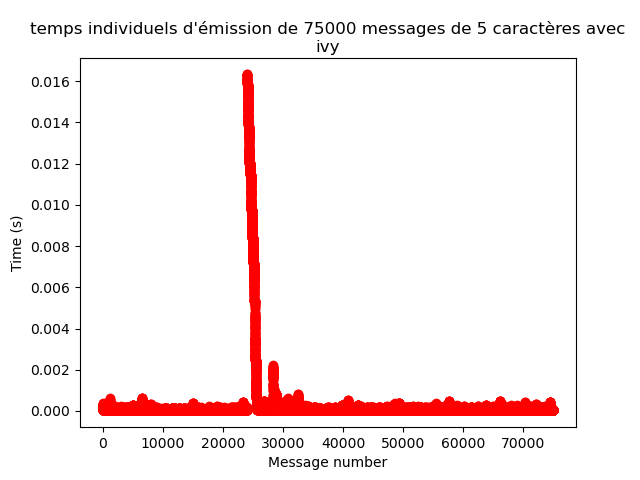 temps individuels d'émission de 75000 messages de 5 caractères avec
ivy
0.016
0.014
0.012
0.010
0.008
0.006
0.004
0.002
0.000
Time (s)
0 10000 20000 30000 40000 50000 60000 70000
Message number